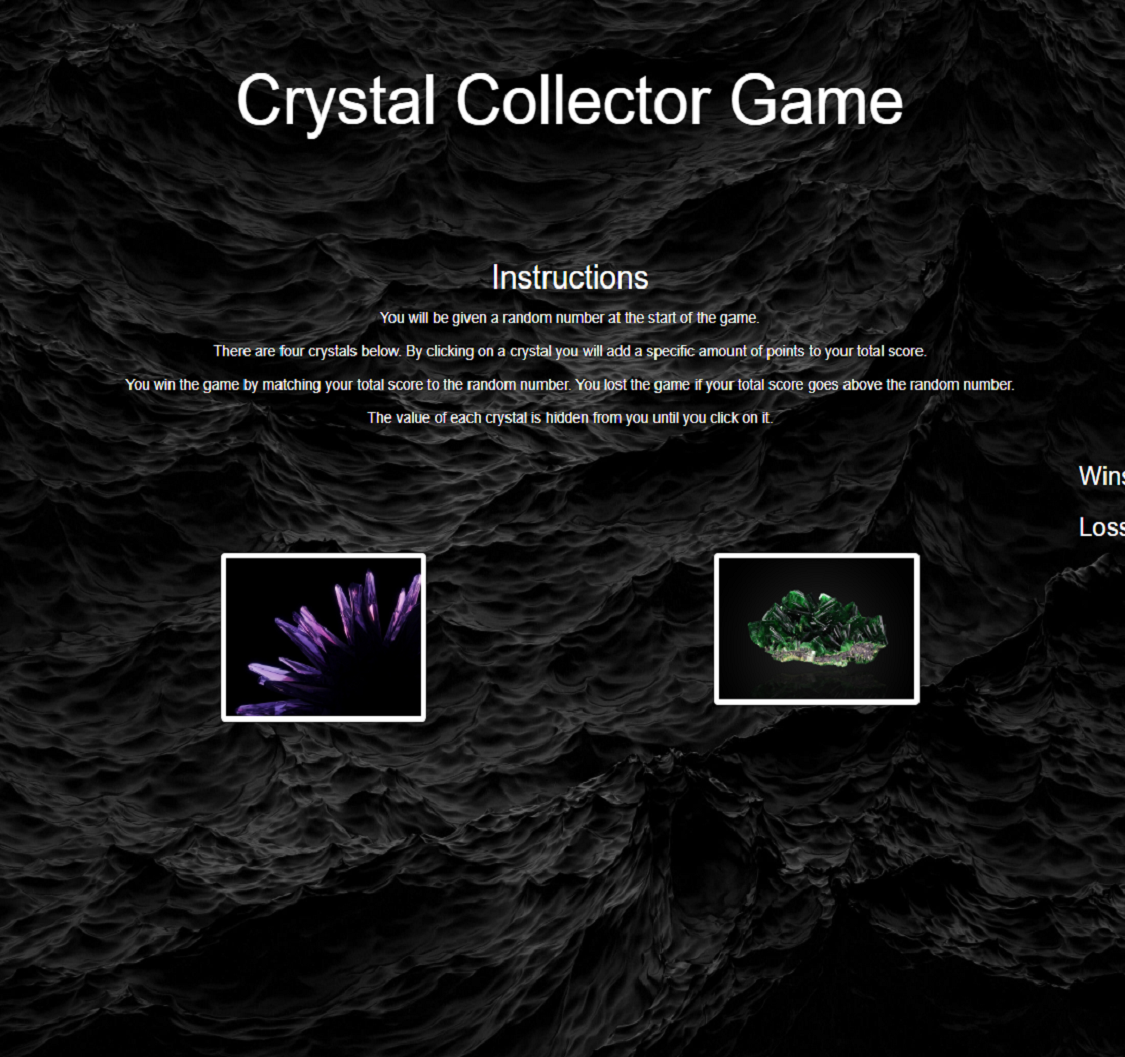 Crystal Collector Game
Instructions
You will be given a random number at the start of the game.
There are four crystals below. By clicking on a crystal you will add a specific amount of points to your total score.
You win the game by matching your total score to the random number. You lost the game if your total score goes above the random number.
The value of each crystal is hidden from you until you click on it.
Wins
Loss